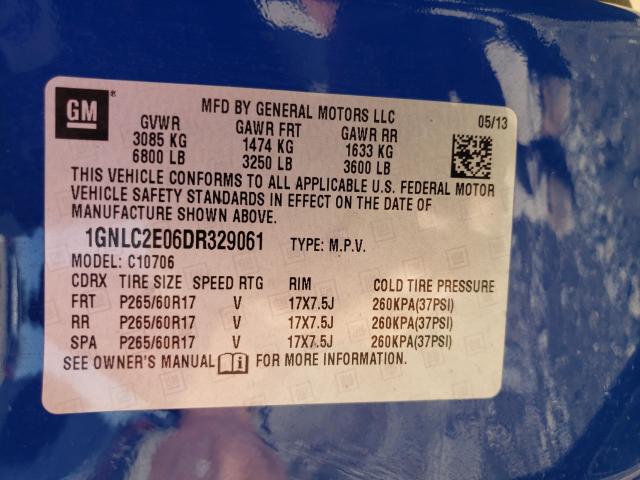 GM ®
MFD BY GENERAL MOTORS LLC
05/13
GVWR GAWR FRT GAWR RR
3085 KG 1474 KG 1633 KG
6800 LB 3250 LB 3600 LB
THIS VEHICLE CONFORMS TO ALL APPLICABLE U.S. FEDERAL MOTOR
VEHICLE SAFETY STANDARDS IN EFFECT ON THE DATE OF
MANUFACTURE SHOWN ABOVE.
1GNLC2E06DR329061 TYPE: M.P.V.
MODEL: C10706
CDRX TIRE SIZE SPEED RTG RIM COLD TIRE PRESSURE
FRT P265/60R17 V 17X7.5J 260KPA(37PSI)
RR P265/60R17 V 17X7.5J 260KPA(37PSI)
SPA P265/60R17 V 17X7.5J 260KPA(37PSI)
SEE OWNER'S MANUAL i FOR MORE INFORMATION.